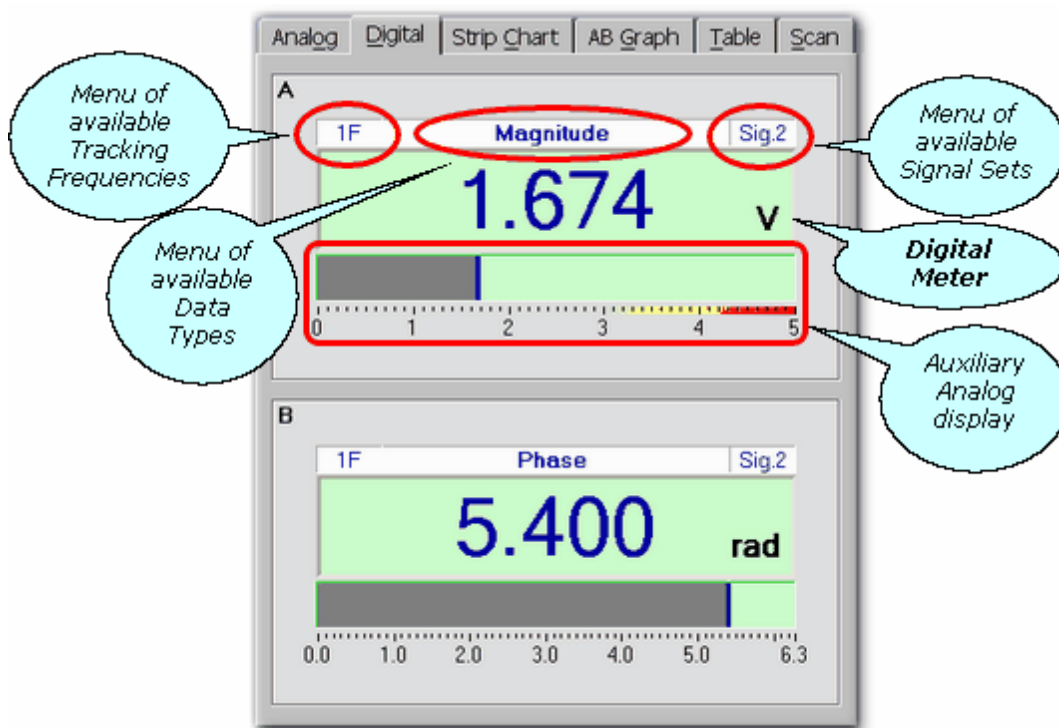 Analog Digital Strip Chart AB Graph Table Scan
A
1F Magnitude Sig.2
1.674 V
0 1 2 3 4 5
B
1F Phase Sig.2
5.400 rad
0.0 1.0 2.0 3.0 4.0 5.0 6.3
Menu of
available
Tracking
Frequencies
Menu of
available
Data
Types
Menu of
available
Signal Sets
Digital
Meter
Auxiliary
Analog
display